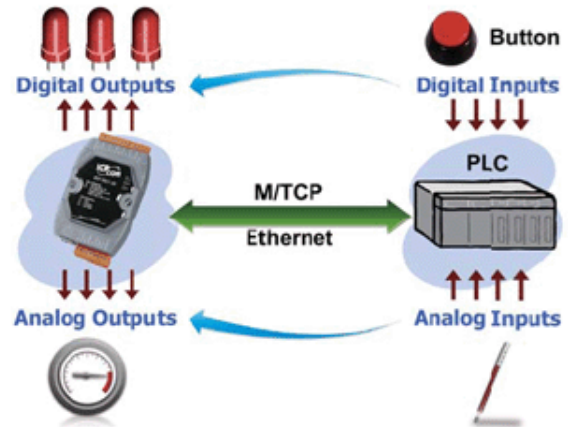 Button
Digital Outputs
Digital Inputs
PLC
M/TCP
Ethernet
Analog Outputs
Analog Inputs